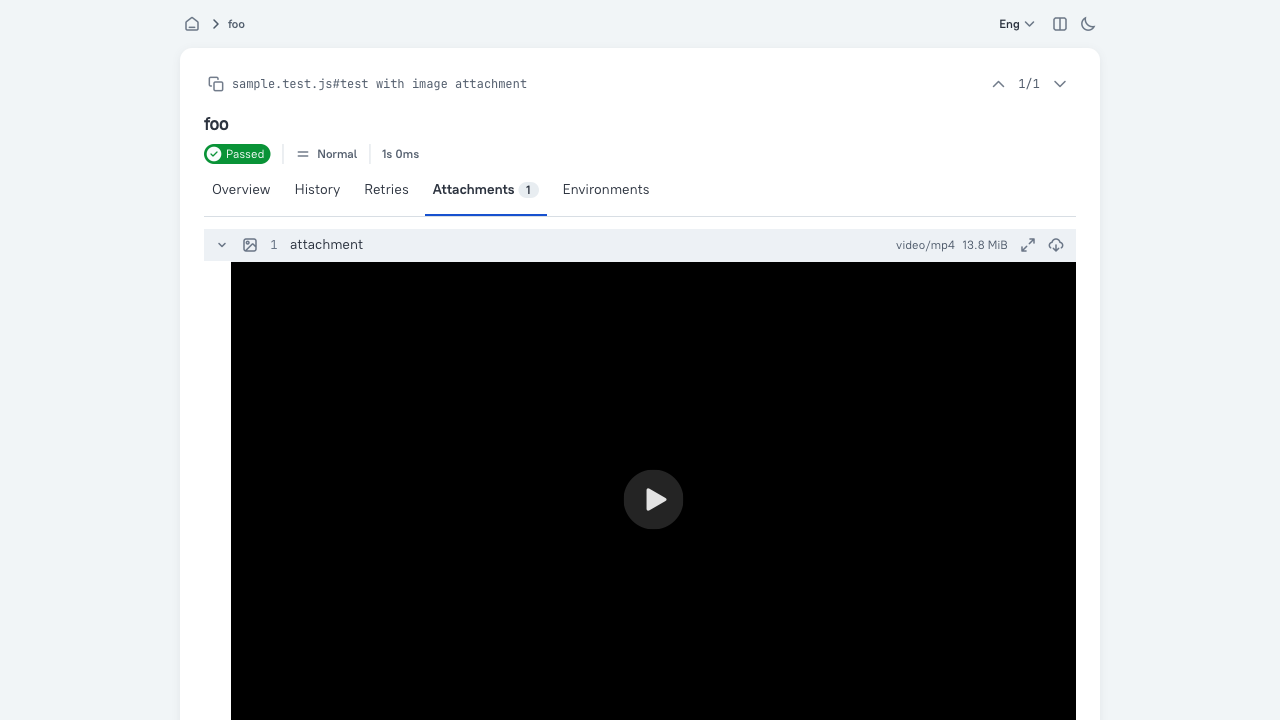 foo
Eng
sample.test.js#test with image attachment
1/1
foo
Passed
Normal
1s 0ms
Overview
History
Retries
Attachments 1
Environments
1 attachment
video/mp4 13.8 MiB